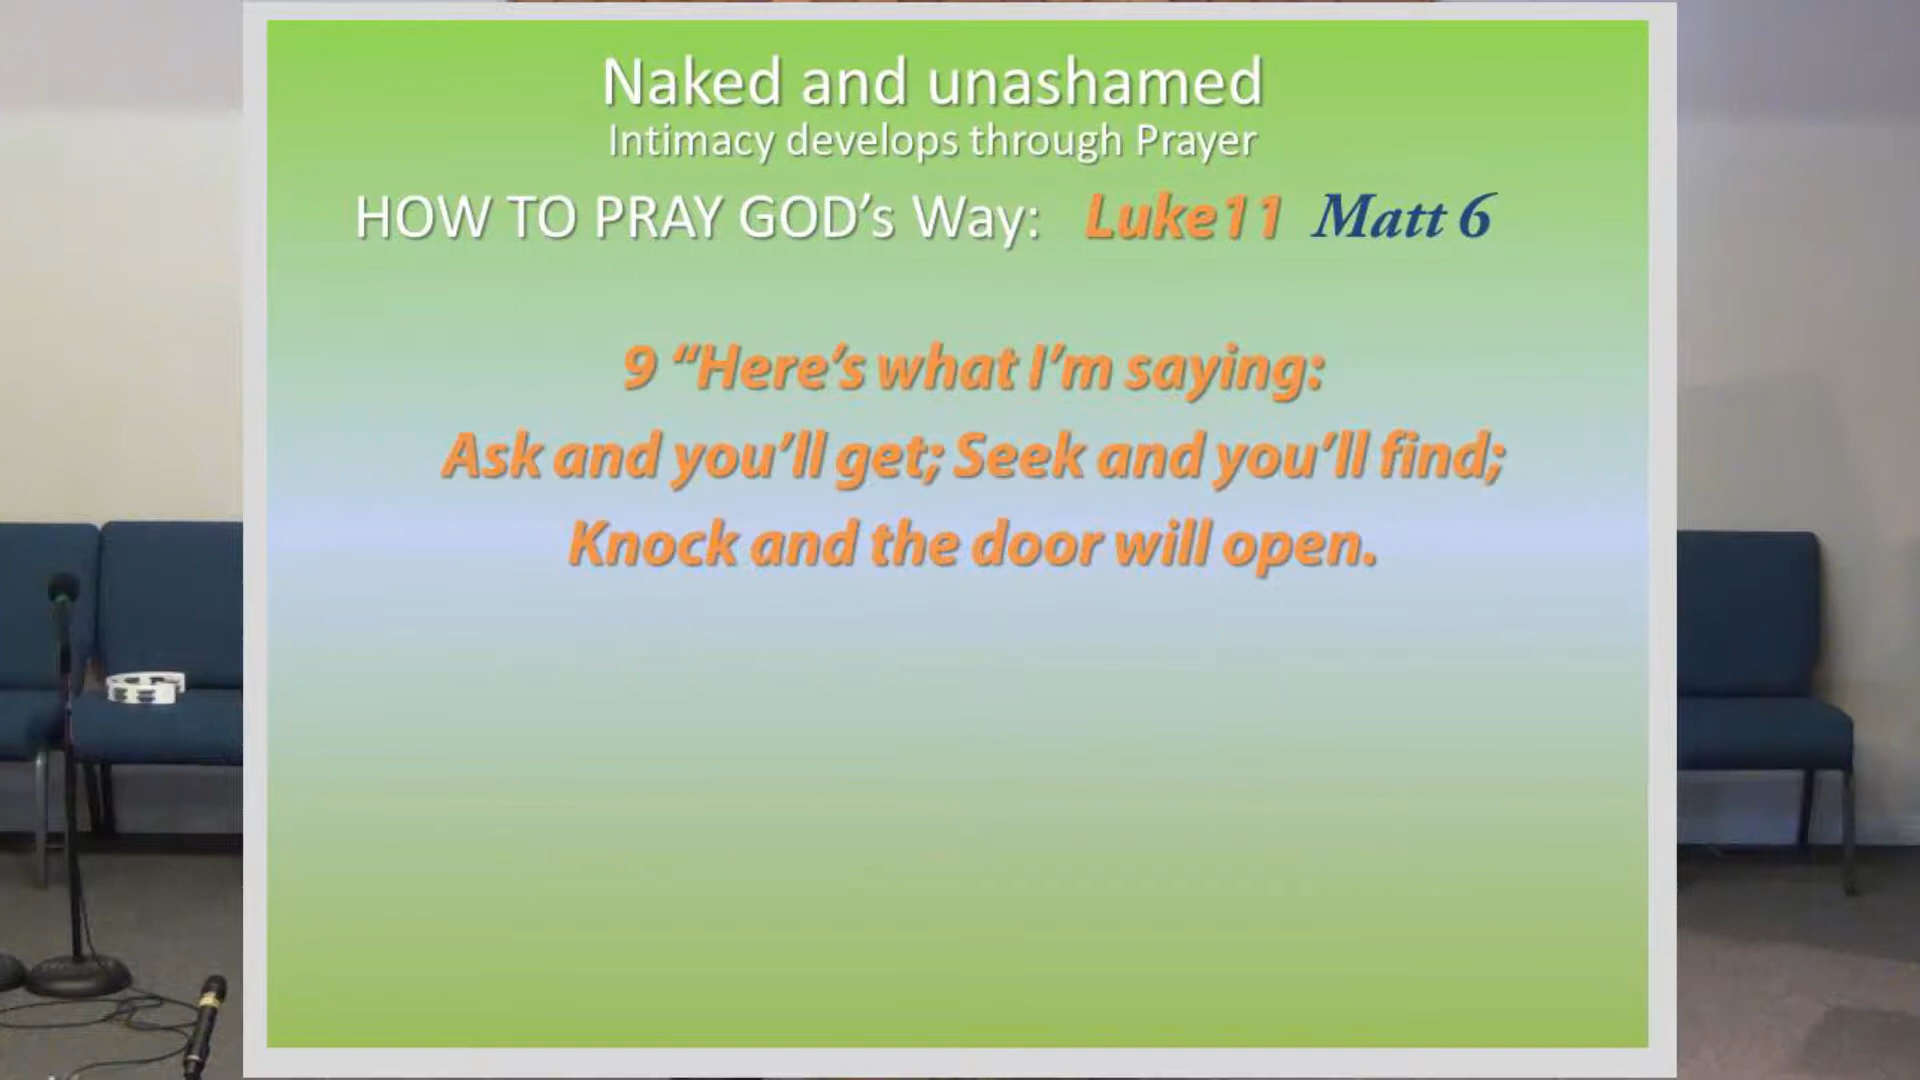 Naked and unashamed
Intimacy develops through Prayer
HOW TO PRAY GOD's Way: Luke11 Matt 6
9 “Here’s what I’m saying:
Ask and you’ll get; Seek and you’ll find;
Knock and the door will open.